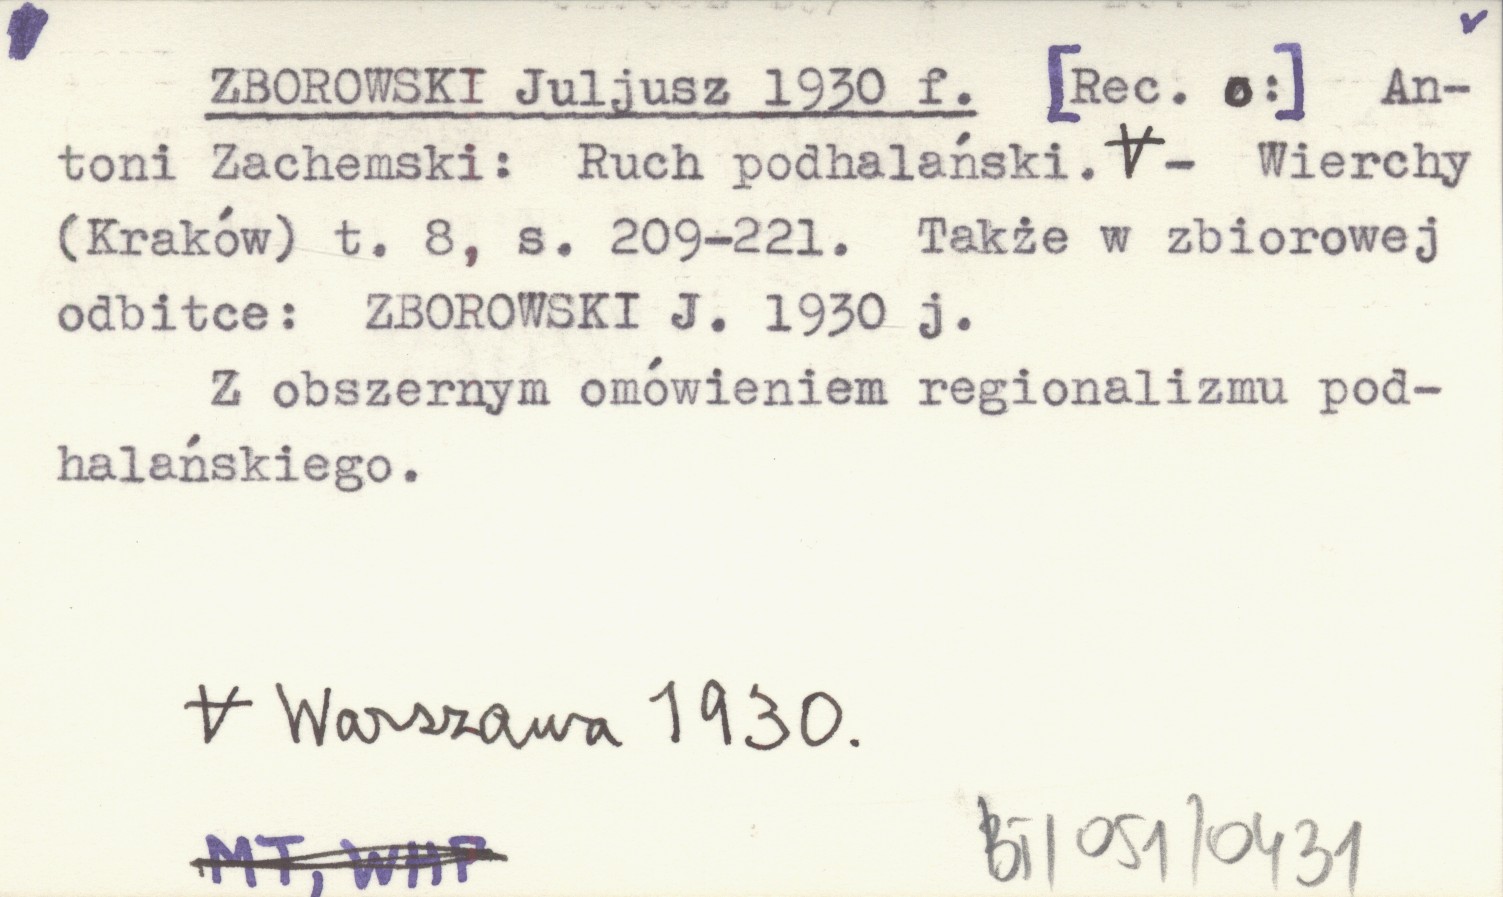 ZBOROWSKI Juljusz 1930 f. [Rec. o:] An-
toni Zachemski: Ruch podhalański. ∀ - Wierchy
(Kraków) t. 8, s. 209-221. Także w zbiorowej
odbitce: ZBOROWSKI J. 1930 j.
Z obszernym omówieniem regionalizmu pod-
halańskiego.
∀ Warszawa 1930.
MT, WHP
BI/051/0431